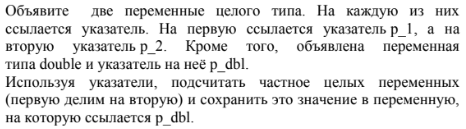 Объявите две переменные целого типа. На каждую из них
ссылается указатель. На первую ссылается указатель p_1, а на
вторую указатель p_2. Кроме того, объявлена переменная
типа double и указатель на неё p_dbl.
Используя указатели, подсчитать частное целых переменных
(первую делим на вторую) и сохранить это значение в переменную,
на которую ссылается p_dbl.